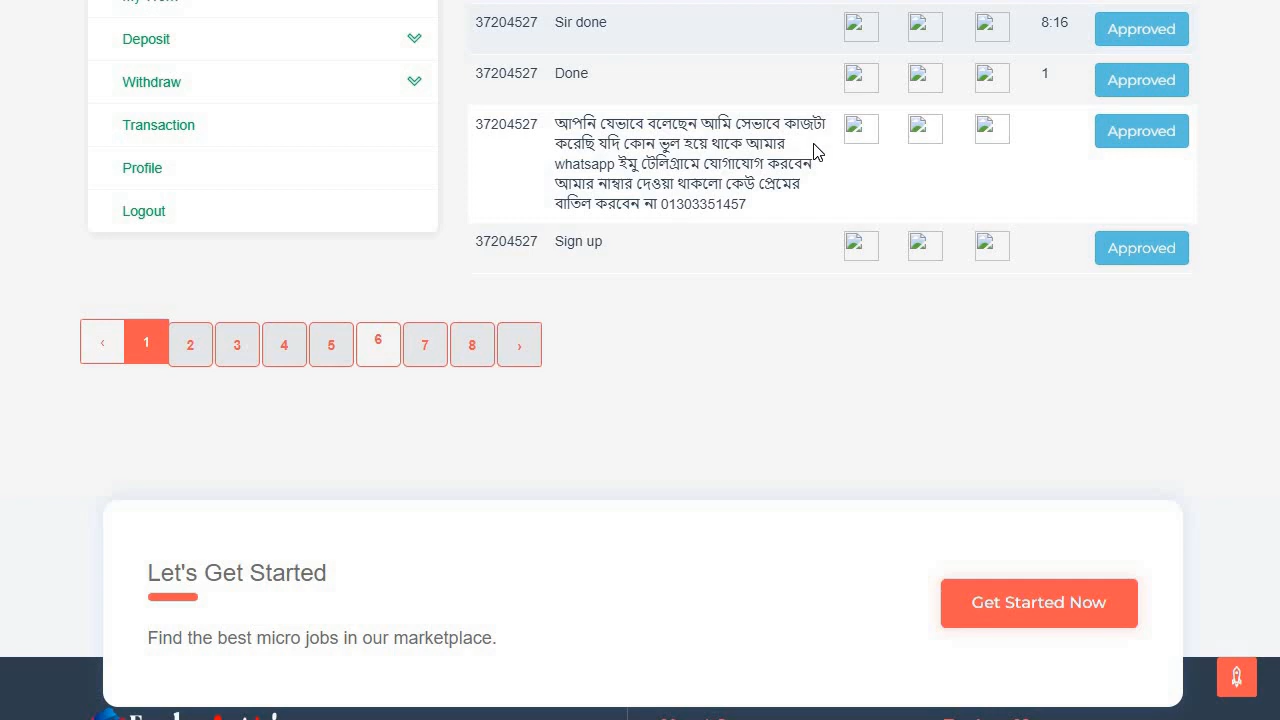 Deposit
Withdraw
Transaction
Profile
Logout
37204527 Sir done 8:16 Approved
37204527 Done 1 Approved
37204527 আপনি যেভাবে বলেছেন আমি সেভাবে কাজটা Approved
করেছি যদি কোন ভুল হয়ে থাকে আমার
whatsapp ইমু টেলিগ্রামে যোগাযোগ করবেন
আমার নাম্বার দেওয়া থাকলো কেউ প্রেমের
বাতিল করবেন না 01303351457
37204527 Sign up Approved
‹ 1 2 3 4 5 6 7 8 ›
Let's Get Started
Get Started Now
Find the best micro jobs in our marketplace.